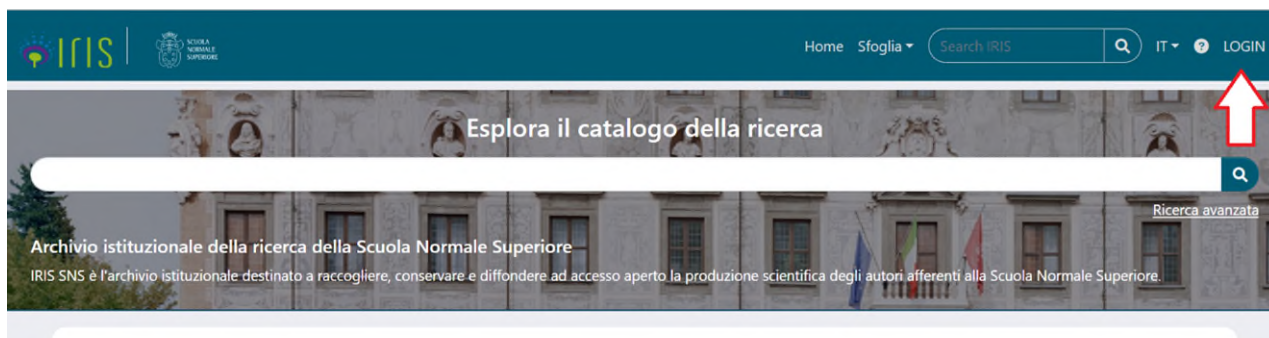 IRIS
SCUOLA
NORMALE
SUPERIORE
Home Sfoglia Search IRIS IT ? LOGIN
Esplora il catalogo della ricerca
Ricerca avanzata
Archivio istituzionale della ricerca della Scuola Normale Superiore
IRIS SNS è l'archivio istituzionale destinato a raccogliere, conservare e diffondere ad accesso aperto la produzione scientifica degli autori afferenti alla Scuola Normale Superiore.